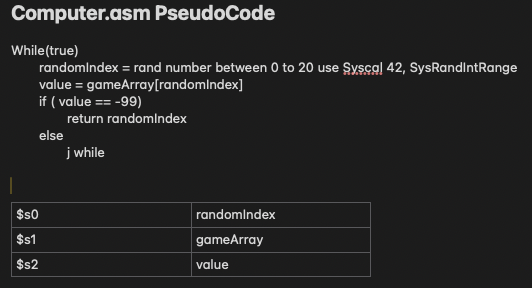 Computer.asm PseudoCode
While(true)
randomIndex = rand number between 0 to 20 use Syscal 42, SysRandIntRange
value = gameArray[randomIndex]
if ( value == -99)
return randomIndex
else
j while
$s0 randomIndex
$s1 gameArray
$s2 value